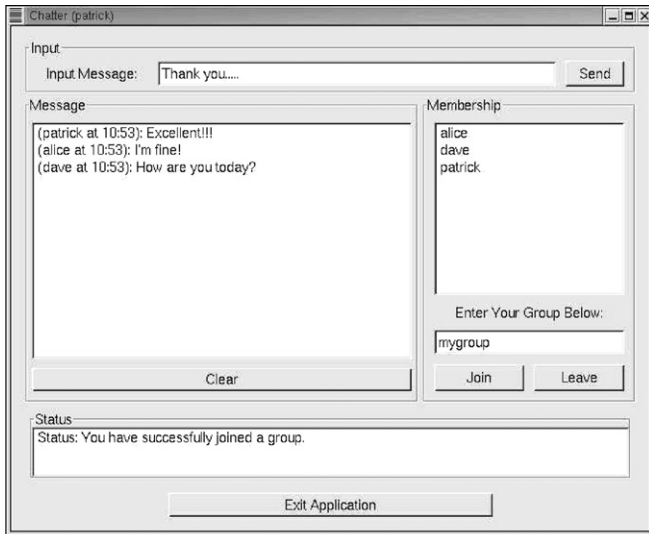 Chatter (patrick)
Input
Input Message: Thank you..... Send
Message
(patrick at 10:53): Excellent!!!
(alice at 10:53): I'm fine!
(dave at 10:53): How are you today?
Clear
Membership
alice
dave
patrick
Enter Your Group Below:
mygroup
Join Leave
Status
Status: You have successfully joined a group.
Exit Application